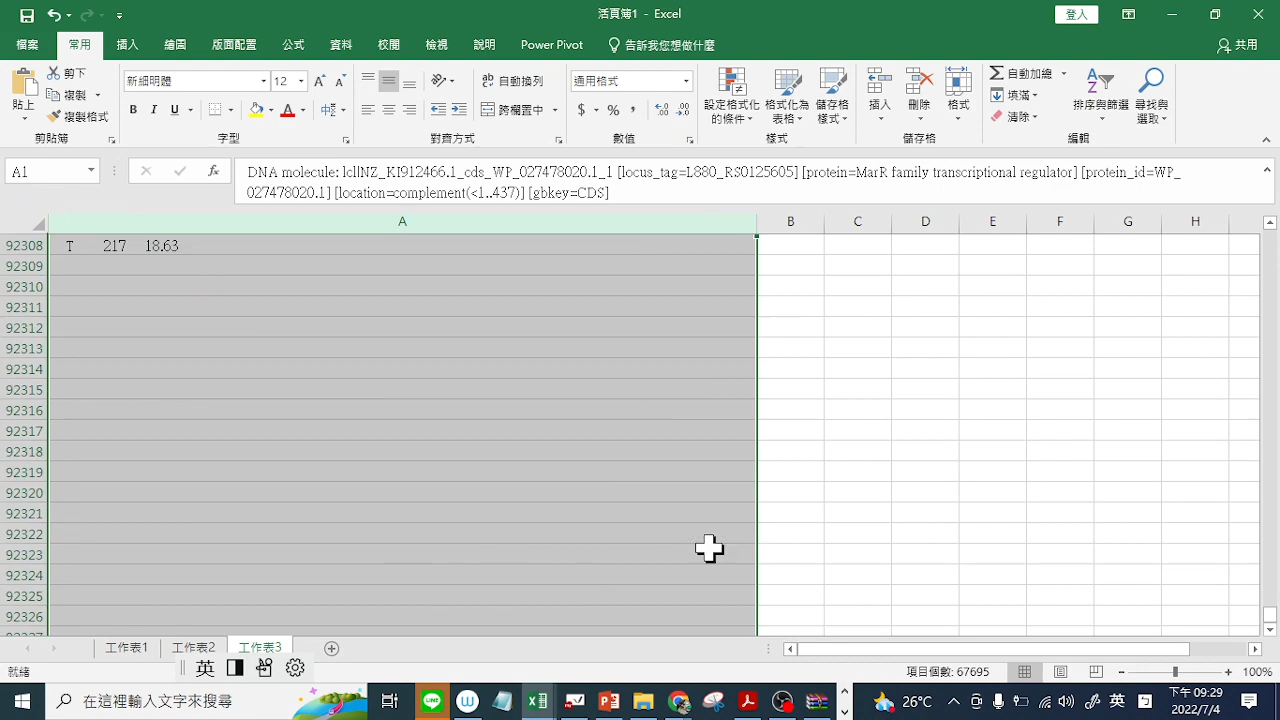 活頁簿1 - Excel
登入
檔案 常用 插入 繪圖 版面配置 公式 資料 校閱 檢視 說明 Power Pivot 告訴我您想做什麼 共用
貼上
剪下
複製
複製格式
剪貼簿
新細明體 12
B I U
字型
自動換列
跨欄置中
對齊方式
通用格式
$ % ,
數值
設定格式化的條件
格式化為表格
儲存格樣式
樣式
插入 刪除 格式
儲存格
自動加總
填滿
清除
排序與篩選
尋找與選取
編輯
A1
fx
DNA molecule: lcl|NZ_KI912466.1_cds_WP_027478020.1_1 [locus_tag=L880_RS0125605][protein=MarR family transcriptional regulator][protein_id=WP_
027478020.1][location=complement(<1..437)][gbkey=CDS]
A B C D E F G H
92308 T 217 18.63
92309
92310
92311
92312
92313
92314
92315
92316
92317
92318
92319
92320
92321
92322
92323
92324
92325
92326
92327
工作表1 工作表2 工作表3
英
就緒
項目個數: 67695
100%
在這裡輸入文字來搜尋
26°C
英
下午 09:29
2022/7/4